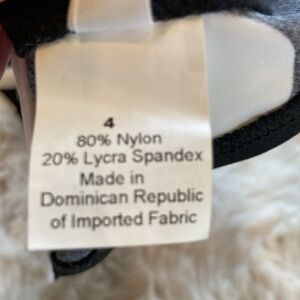 4
80% Nylon
20% Lycra Spandex
Made in
Dominican Republic
of Imported Fabric